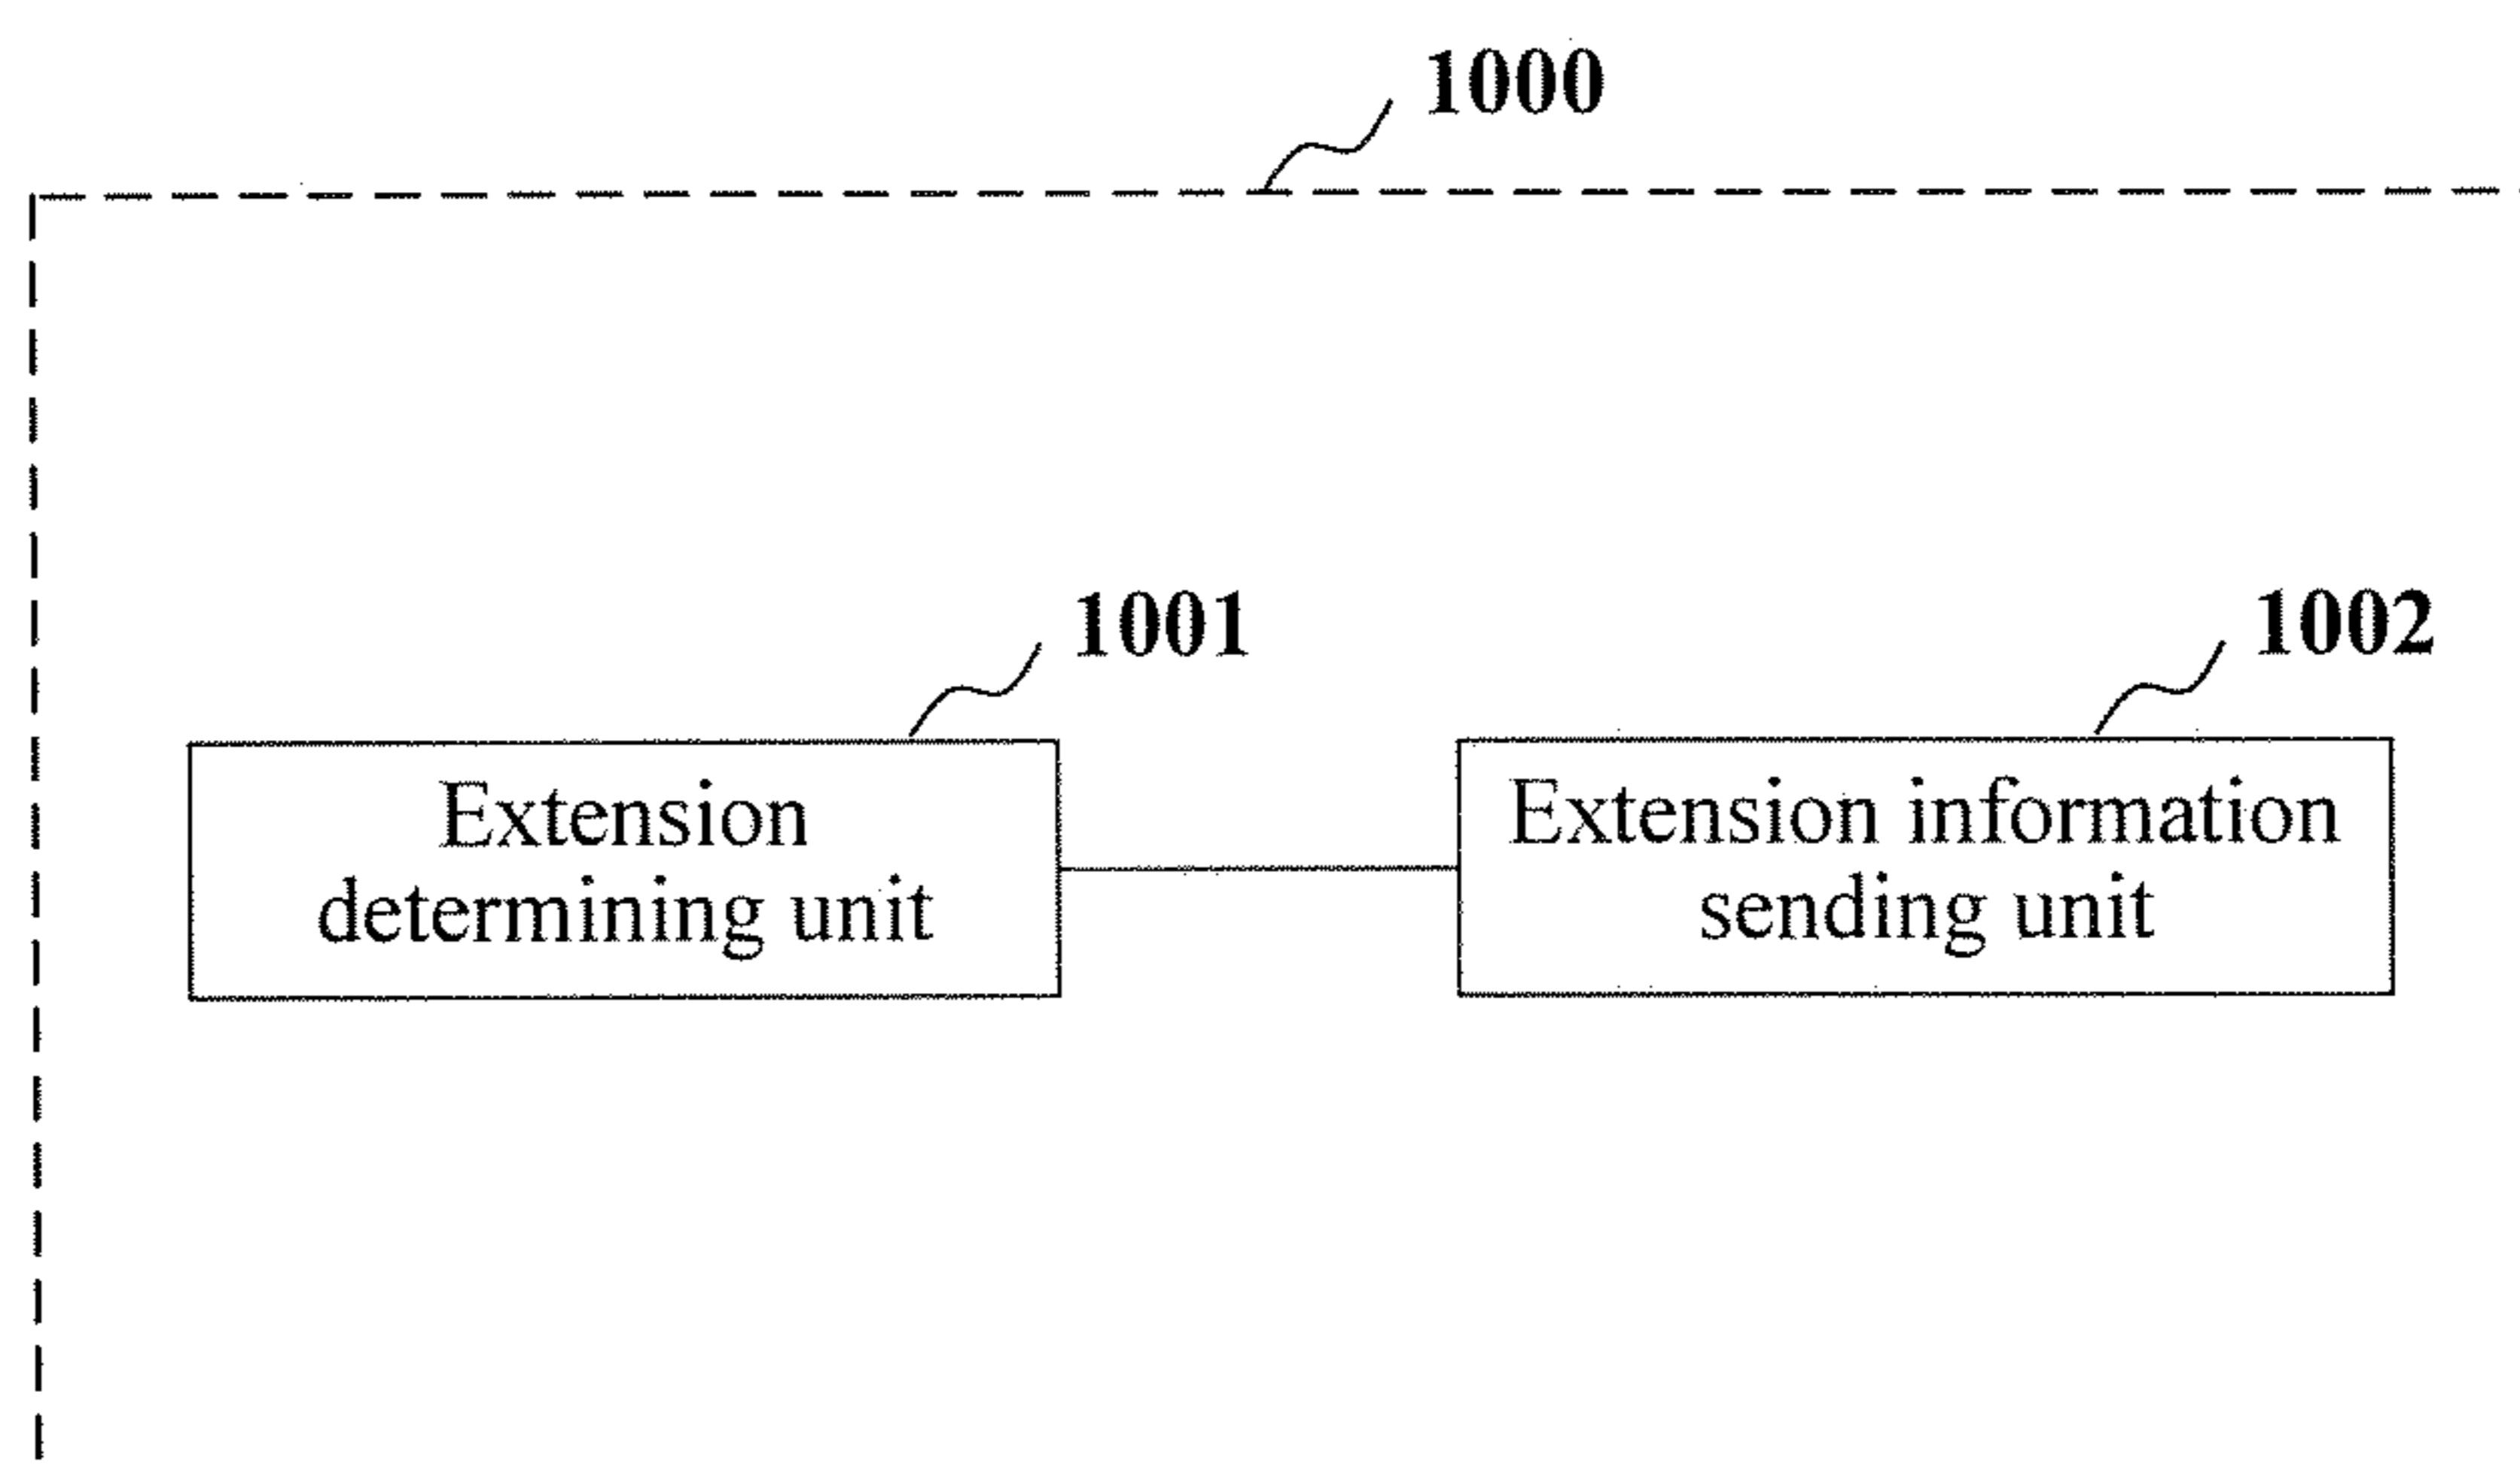 1000
1001
1002
Extension
determining unit
Extension information
sending unit